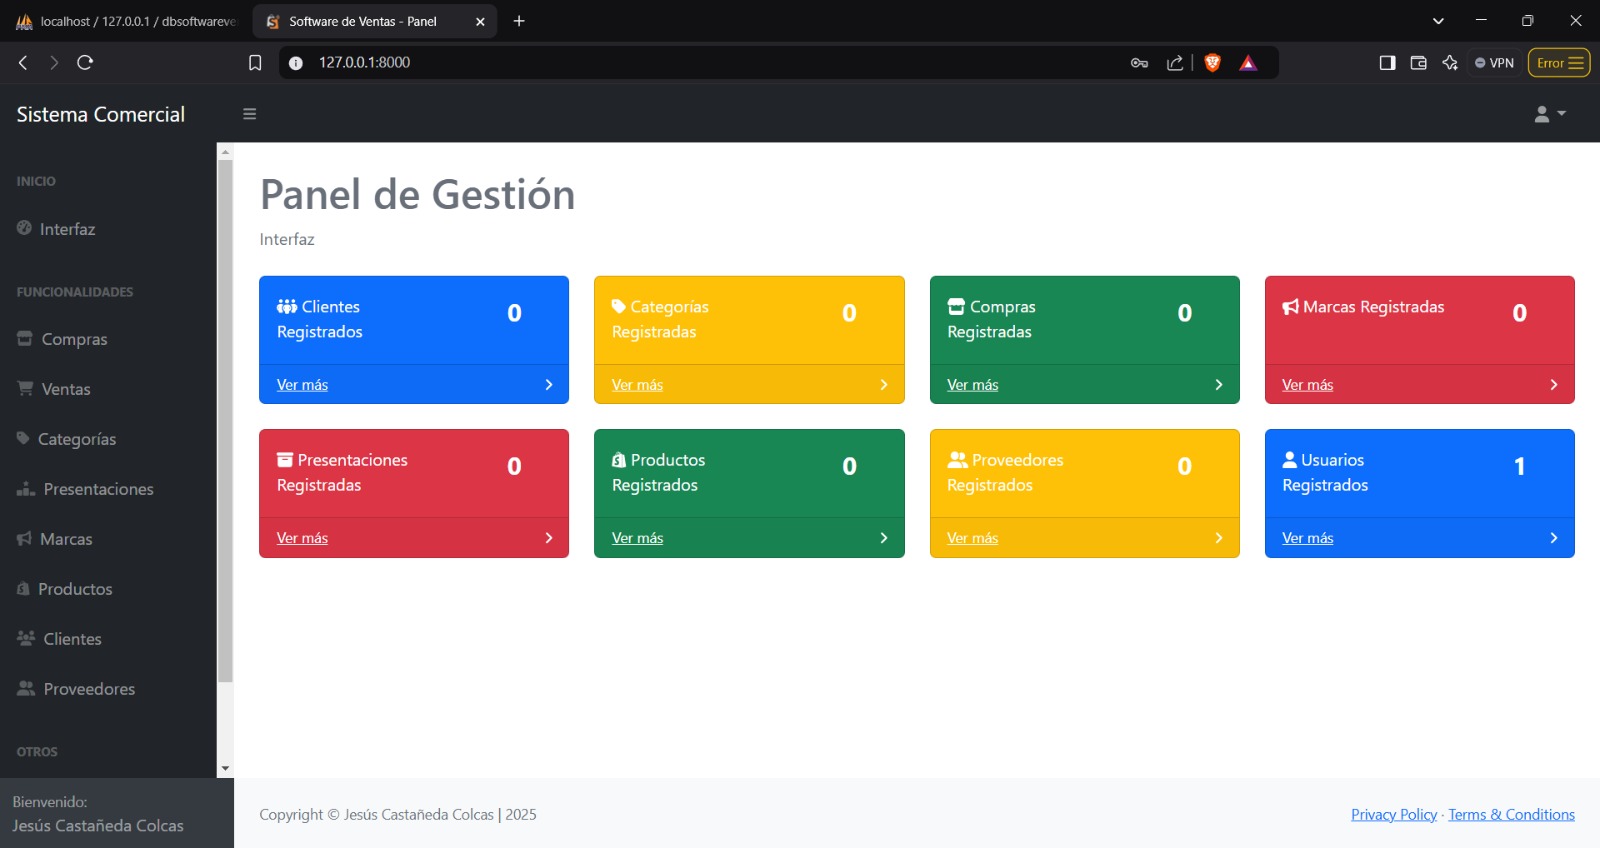 localhost / 127.0.0.1 / dbsoftwareve
Software de Ventas - Panel
127.0.0.1:8000
VPN
Error
Sistema Comercial
INICIO
Interfaz
FUNCIONALIDADES
Compras
Ventas
Categorías
Presentaciones
Marcas
Productos
Clientes
Proveedores
OTROS
Bienvenido:
Jesús Castañeda Colcas
Panel de Gestión
Interfaz
Clientes
Registrados
0
Ver más
Categorías
Registradas
0
Ver más
Compras
Registradas
0
Ver más
Marcas Registradas
0
Ver más
Presentaciones
Registradas
0
Ver más
Productos
Registrados
0
Ver más
Proveedores
Registrados
0
Ver más
Usuarios
Registrados
1
Ver más
Copyright © Jesús Castañeda Colcas | 2025
Privacy Policy · Terms & Conditions